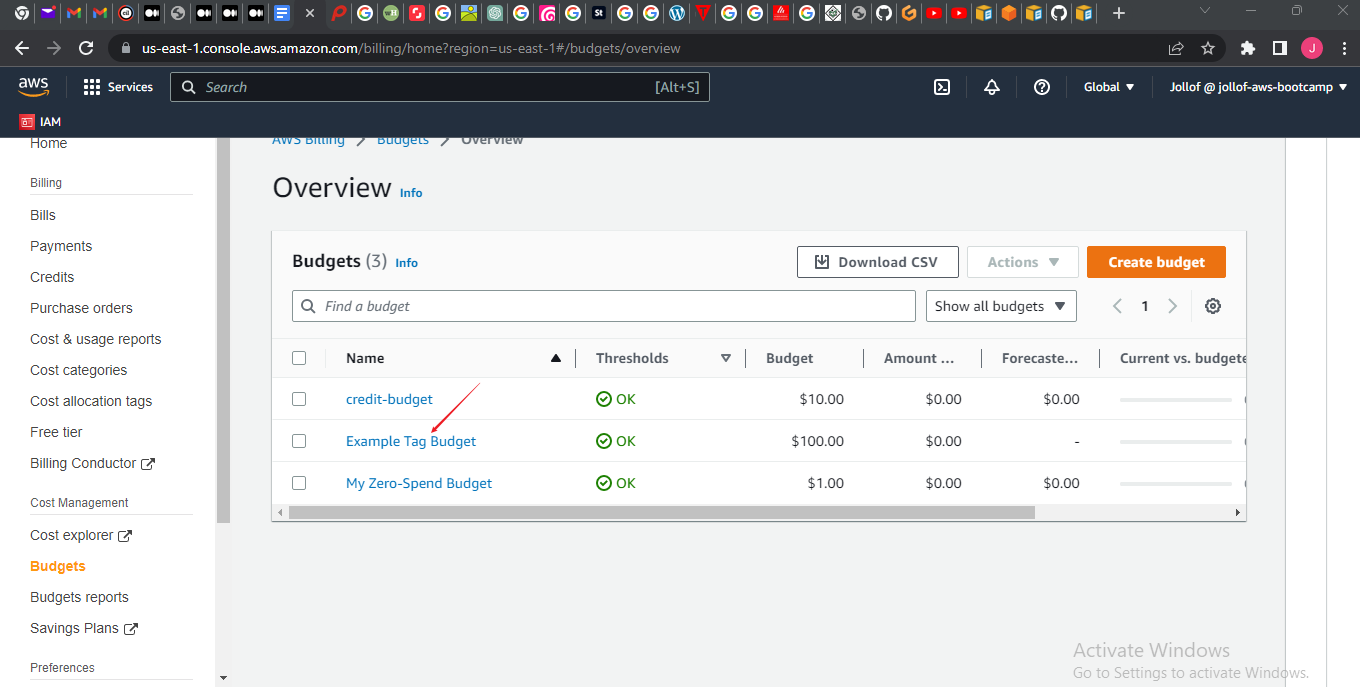 us-east-1.console.aws.amazon.com/billing/home?region=us-east-1#/budgets/overview
J
aws
Services
Search
[Alt+S]
Global
Jollof @ jollof-aws-bootcamp
IAM
Home
Billing
Bills
Payments
Credits
Purchase orders
Cost & usage reports
Cost categories
Cost allocation tags
Free tier
Billing Conductor
Cost Management
Cost explorer
Budgets
Budgets reports
Savings Plans
Preferences
AWS Billing
Budgets
Overview
Overview Info
Budgets (3) Info
Download CSV
Actions
Create budget
Find a budget
Show all budgets
1
Name Thresholds Budget Amount ... Forecaste... Current vs. budgete
credit-budget OK $10.00 $0.00 $0.00
Example Tag Budget OK $100.00 $0.00 -
My Zero-Spend Budget OK $1.00 $0.00 $0.00
Activate Windows
Go to Settings to activate Windows.